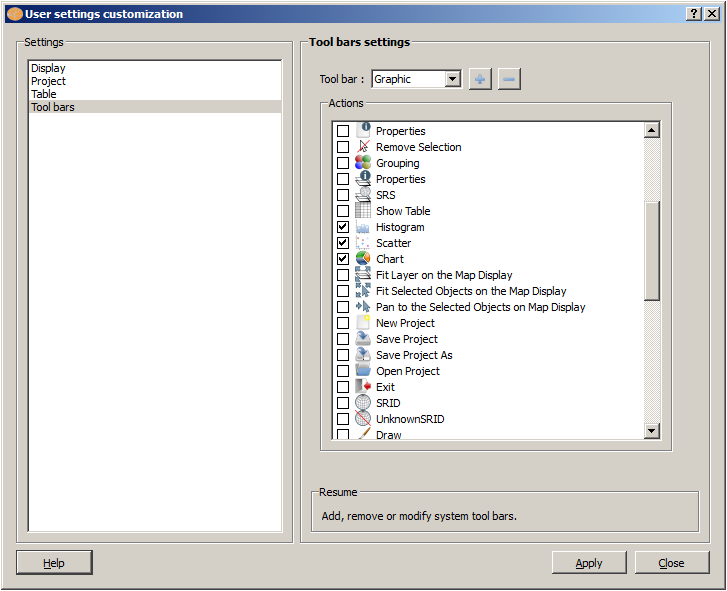 User settings customization
Settings
Display
Project
Table
Tool bars
Tool bars settings
Tool bar : Graphic
Actions
Properties
Remove Selection
Grouping
Properties
SRS
Show Table
Histogram
Scatter
Chart
Fit Layer on the Map Display
Fit Selected Objects on the Map Display
Pan to the Selected Objects on Map Display
New Project
Save Project
Save Project As
Open Project
Exit
SRID
UnknownSRID
Draw
Resume
Add, remove or modify system tool bars.
Help
Apply
Close